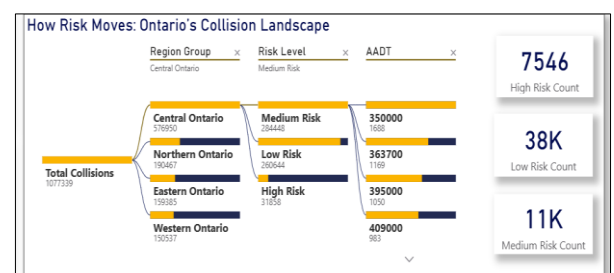 How Risk Moves: Ontario's Collision Landscape
Region Group ×
Central Ontario
Risk Level ×
Medium Risk
AADT ×
Total Collisions
1077339
Central Ontario
576950
Northern Ontario
190467
Eastern Ontario
159385
Western Ontario
150537
Medium Risk
284448
Low Risk
260644
High Risk
31858
350000
1688
363700
1169
395000
1050
409000
983
7546
High Risk Count
38K
Low Risk Count
11K
Medium Risk Count